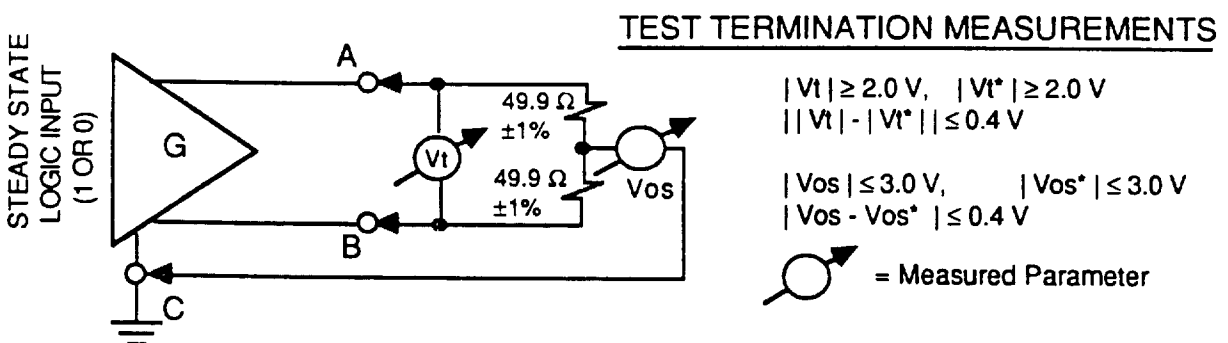 TEST TERMINATION MEASUREMENTS
STEADY STATE
LOGIC INPUT
(1 OR 0)
G
A
B
C
Vt
49.9 Ω
±1%
49.9 Ω
±1%
Vos
| Vt | ≥ 2.0 V, | Vt* | ≥ 2.0 V
| | Vt | - | Vt* | | ≤ 0.4 V
| Vos | ≤ 3.0 V, | Vos* | ≤ 3.0 V
| Vos - Vos* | ≤ 0.4 V
= Measured Parameter